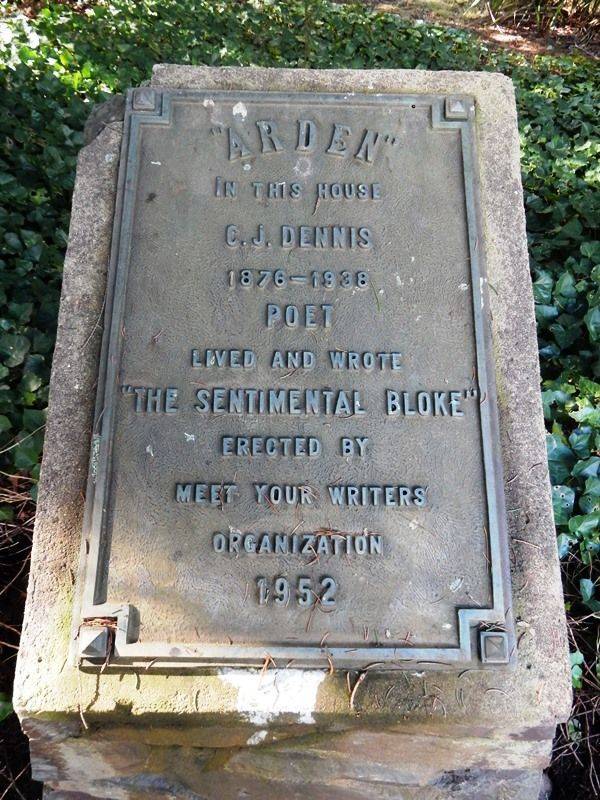 "ARDEN"
IN THIS HOUSE
C.J. DENNIS
1876-1938
POET
LIVED AND WROTE
"THE SENTIMENTAL BLOKE"
ERECTED BY
MEET YOUR WRITERS
ORGANIZATION
1952